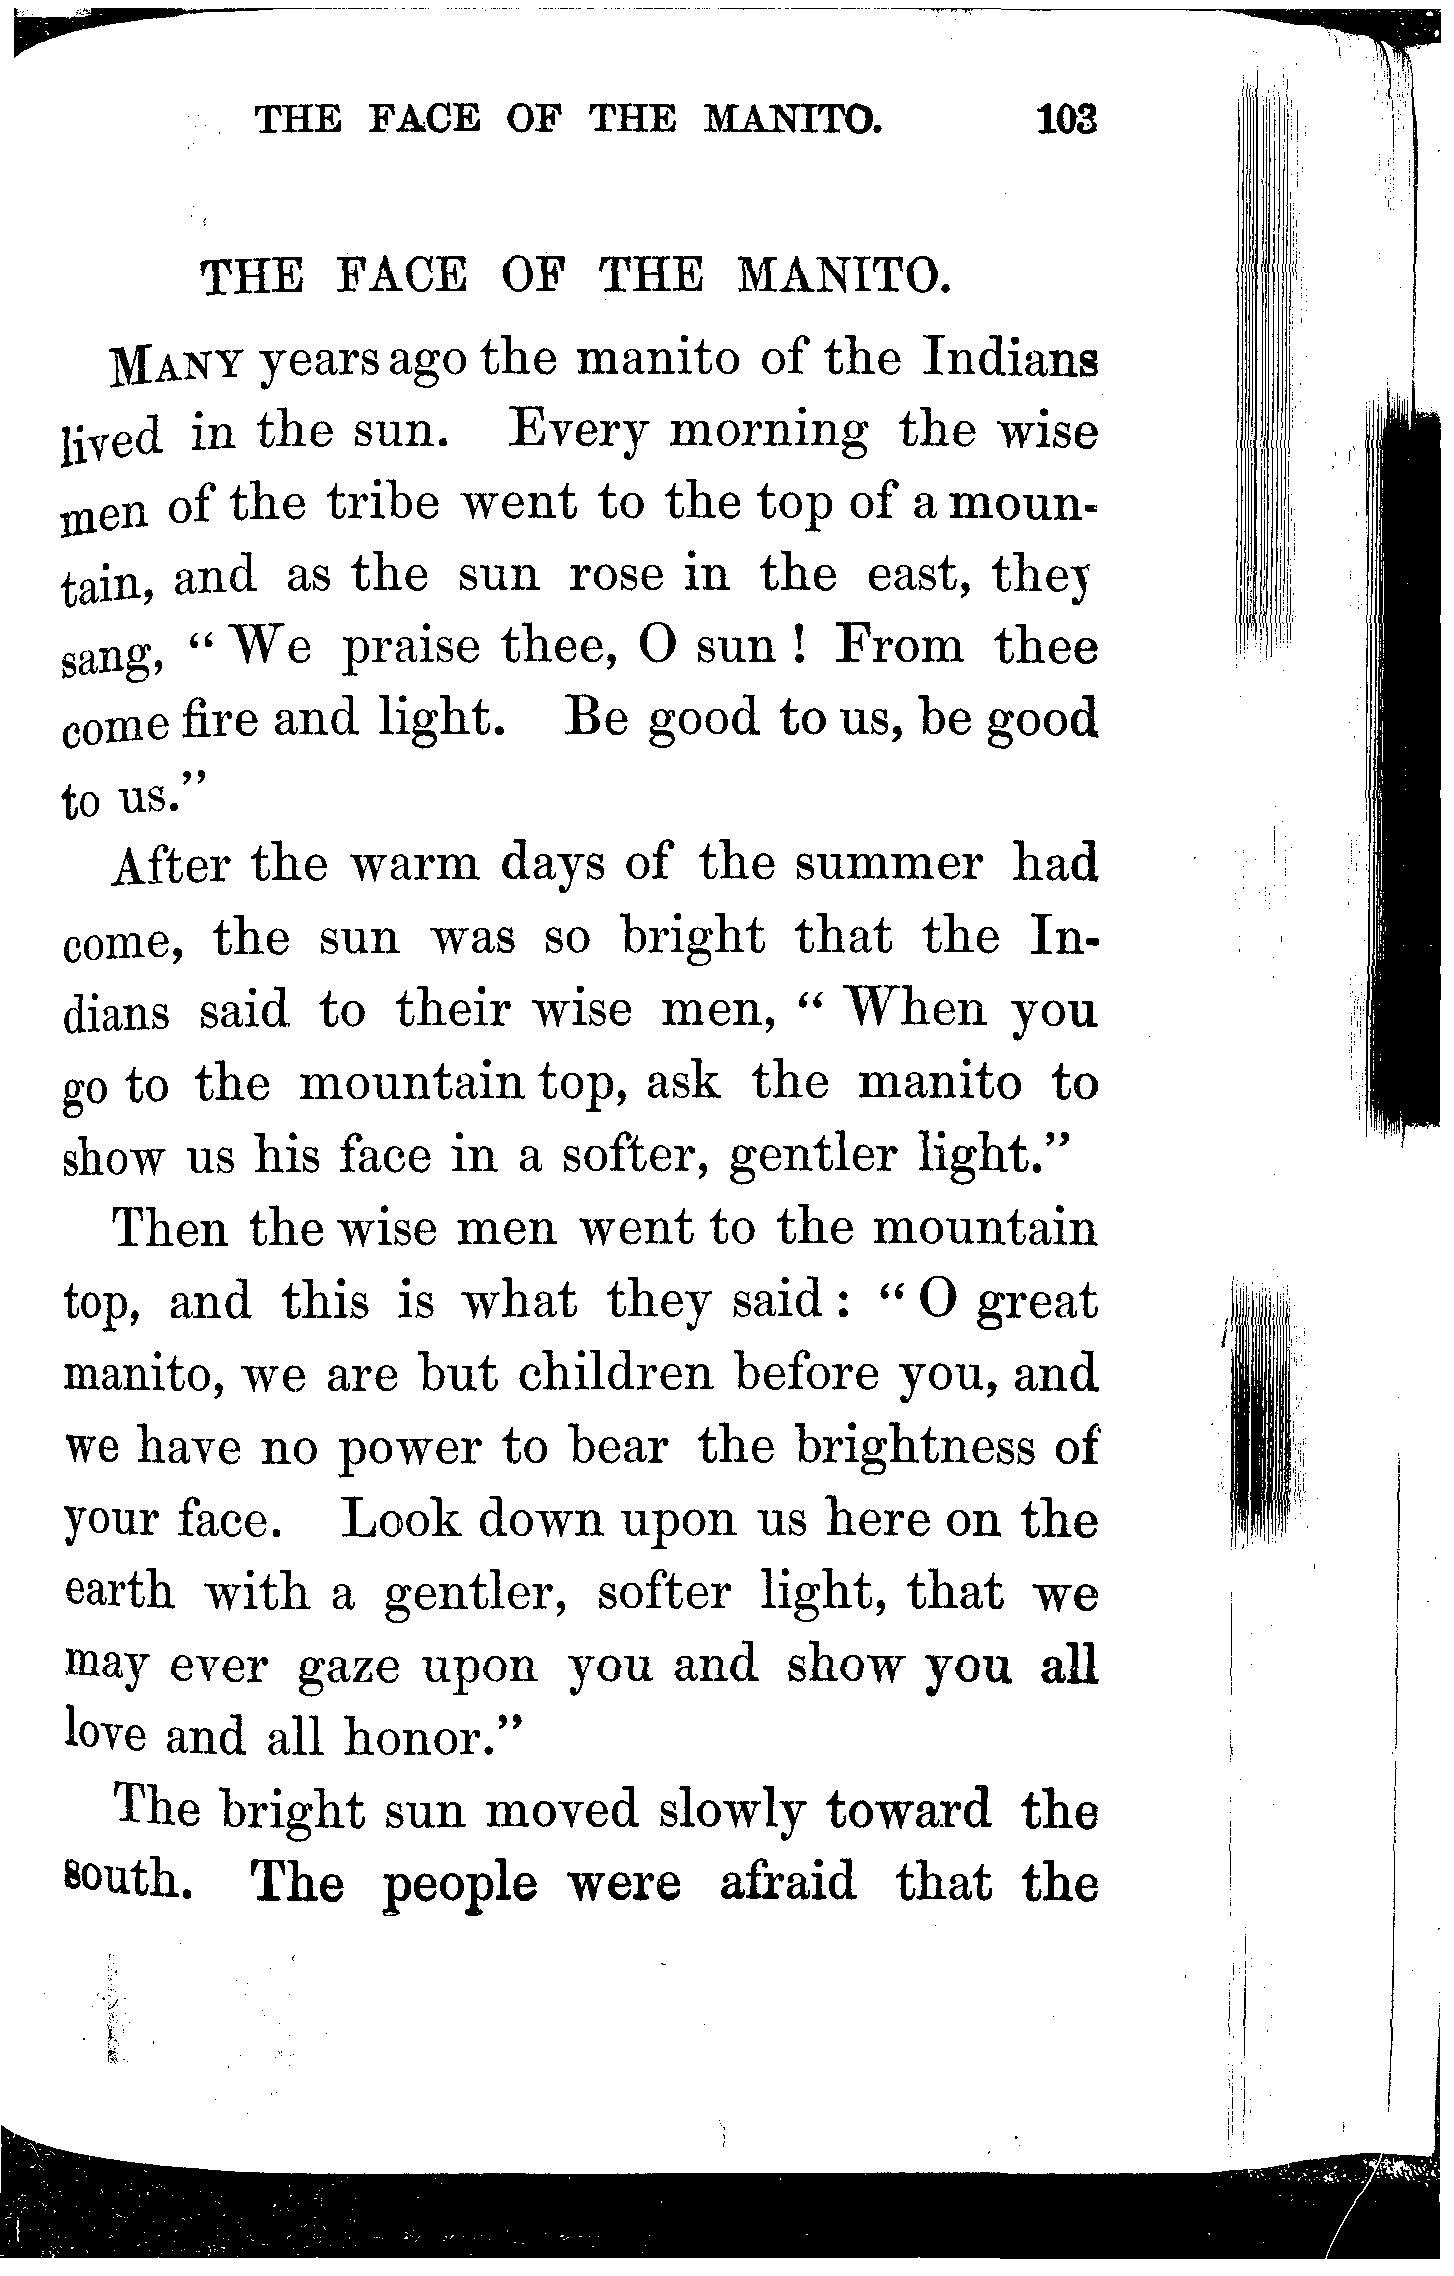 THE FACE OF THE MANITO. 103
THE FACE OF THE MANITO.
MANY years ago the manito of the Indians
lived in the sun. Every morning the wise
men of the tribe went to the top of a moun-
tain, and as the sun rose in the east, they
sang, “ We praise thee, O sun ! From thee
come fire and light. Be good to us, be good
to us.”
After the warm days of the summer had
come, the sun was so bright that the In-
dians said to their wise men, “ When you
go to the mountain top, ask the manito to
show us his face in a softer, gentler light.”
Then the wise men went to the mountain
top, and this is what they said : “ O great
manito, we are but children before you, and
we have no power to bear the brightness of
your face. Look down upon us here on the
earth with a gentler, softer light, that we
may ever gaze upon you and show you all
love and all honor.”
The bright sun moved slowly toward the
south. The people were afraid that the